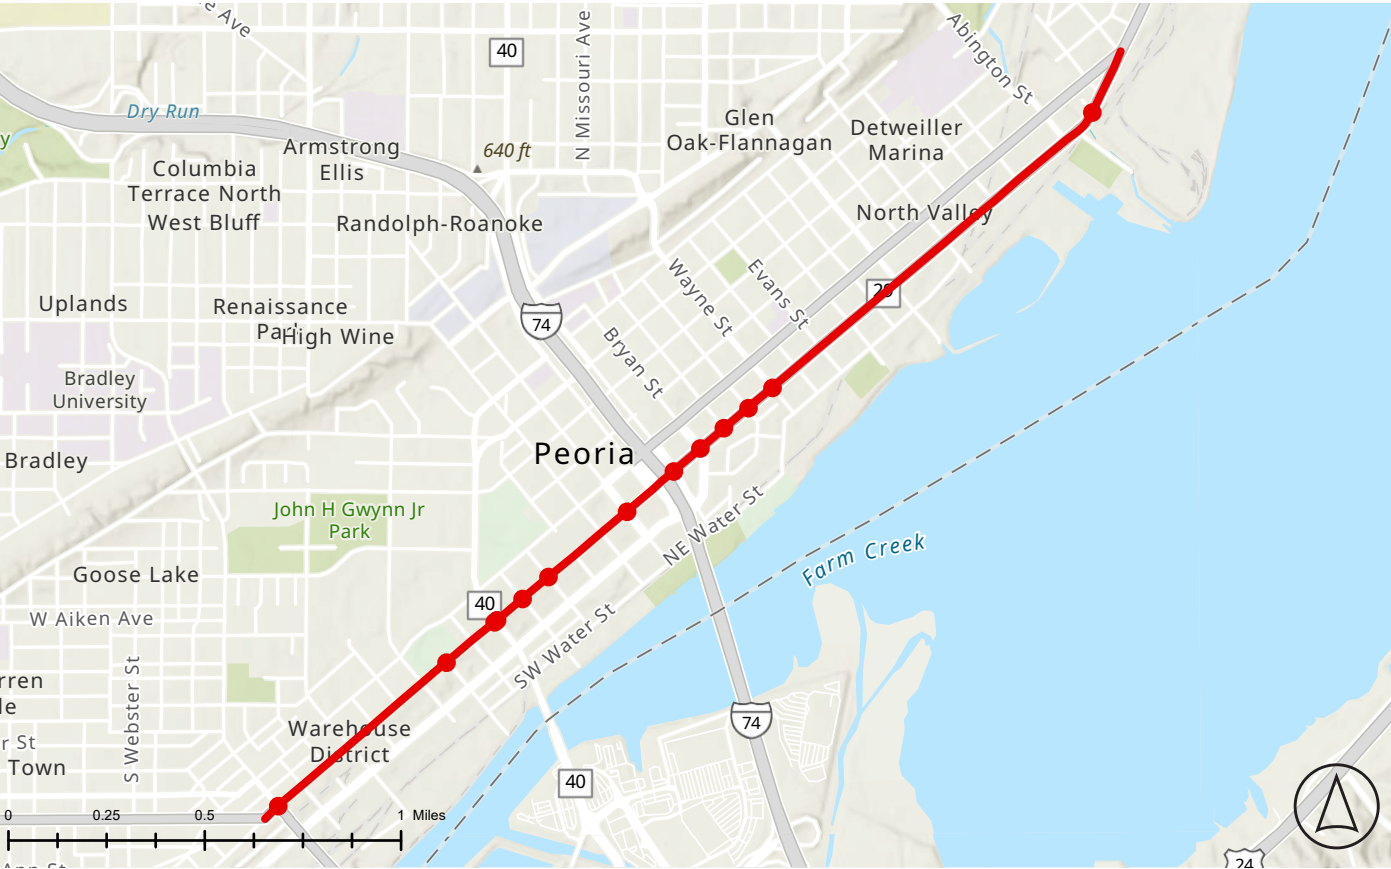 e Ave
Abington St
40
N Missouri Ave
Dry Run
Glen
Oak-Flannagan
Detweiller
Marina
y
Armstrong
Ellis
640 ft
Columbia
Terrace North
West Bluff
Randolph-Roanoke
North Valley
Uplands
Renaissance
Park
High Wine
74
Wayne St
Evans St
29
Bryan St
Bradley
University
Peoria
Bradley
John H Gwynn Jr
Park
NE Water St
Farm Creek
Goose Lake
40
W Aiken Ave
SW Water St
S Webster St
rren
le
Warehouse
District
r St
Town
74
40
0 0.25 0.5 1 Miles
24
Ann St